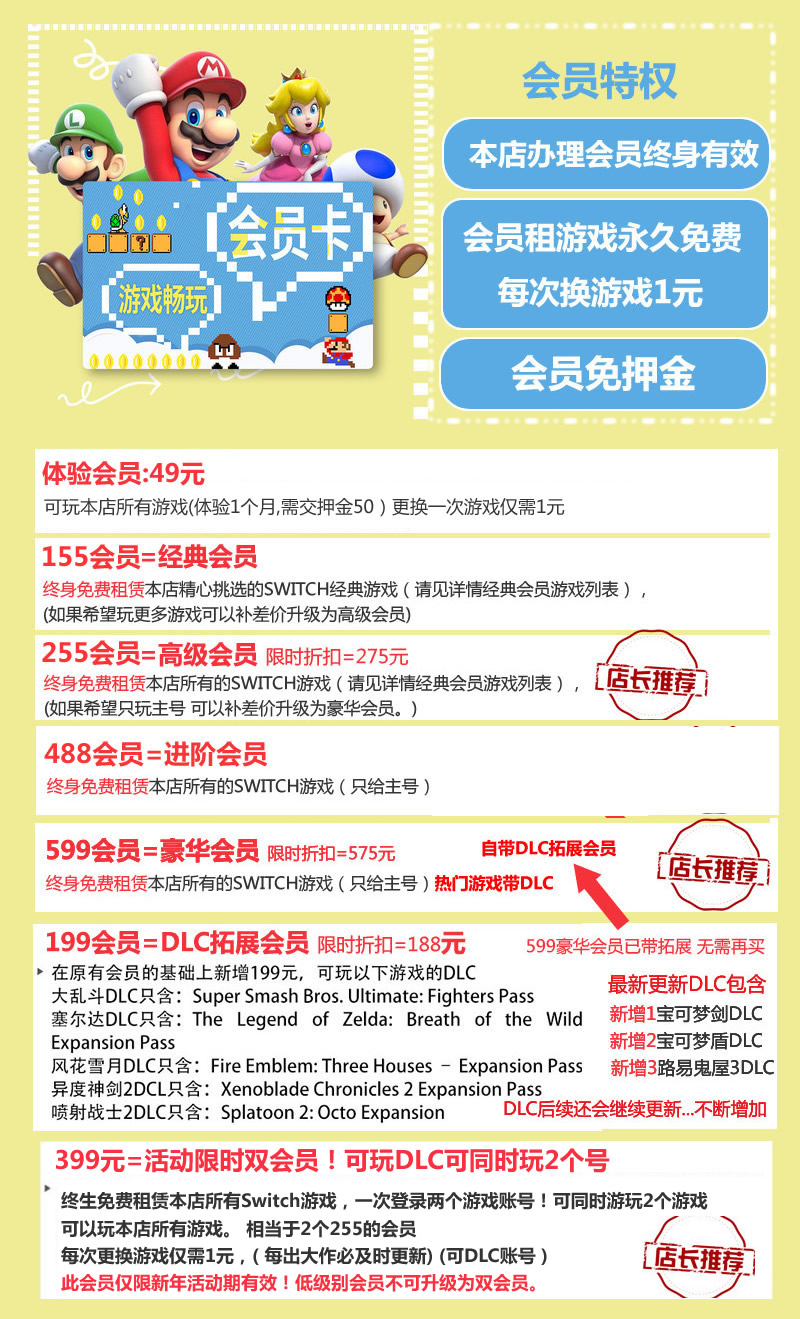 会员特权
本店办理会员终身有效
会员租游戏永久免费
每次换游戏1元
会员免押金
M
L
会员卡
游戏畅玩
?
体验会员:49元
可玩本店所有游戏(体验1个月,需交押金50）更换一次游戏仅需1元
155会员=经典会员
终身免费租赁本店精心挑选的SWITCH经典游戏（请见详情经典会员游戏列表），
(如果希望玩更多游戏可以补差价升级为高级会员)
255会员=高级会员 限时折扣=275元
终身免费租赁本店所有的SWITCH游戏（请见详情经典会员游戏列表），
(如果希望只玩主号 可以补差价升级为豪华会员。)
店长推荐
488会员=进阶会员
终身免费租赁本店所有的SWITCH游戏（只给主号）
599会员=豪华会员 限时折扣=575元
自带DLC拓展会员
终身免费租赁本店所有的SWITCH游戏（只给主号）热门游戏带DLC
店长推荐
199会员=DLC拓展会员 限时折扣=188元
599豪华会员已带拓展 无需再买
在原有会员的基础上新增199元，可玩以下游戏的DLC
大乱斗DLC只含：Super Smash Bros. Ultimate: Fighters Pass
塞尔达DLC只含：The Legend of Zelda: Breath of the Wild
Expansion Pass
风花雪月DLC只含：Fire Emblem: Three Houses – Expansion Pass
异度神剑2DCL只含：Xenoblade Chronicles 2 Expansion Pass
喷射战士2DLC只含：Splatoon 2: Octo Expansion
最新更新DLC包含
新增1宝可梦剑DLC
新增2宝可梦盾DLC
新增3路易鬼屋3DLC
DLC后续还会继续更新...不断增加
399元=活动限时双会员！可玩DLC可同时玩2个号
终生免费租赁本店所有Switch游戏，一次登录两个游戏账号！可同时游玩2个游戏
可以玩本店所有游戏。 相当于2个255的会员
每次更换游戏仅需1元，( 每出大作必及时更新) (可DLC账号 )
此会员仅限新年活动期有效！低级别会员不可升级为双会员。
店长推荐